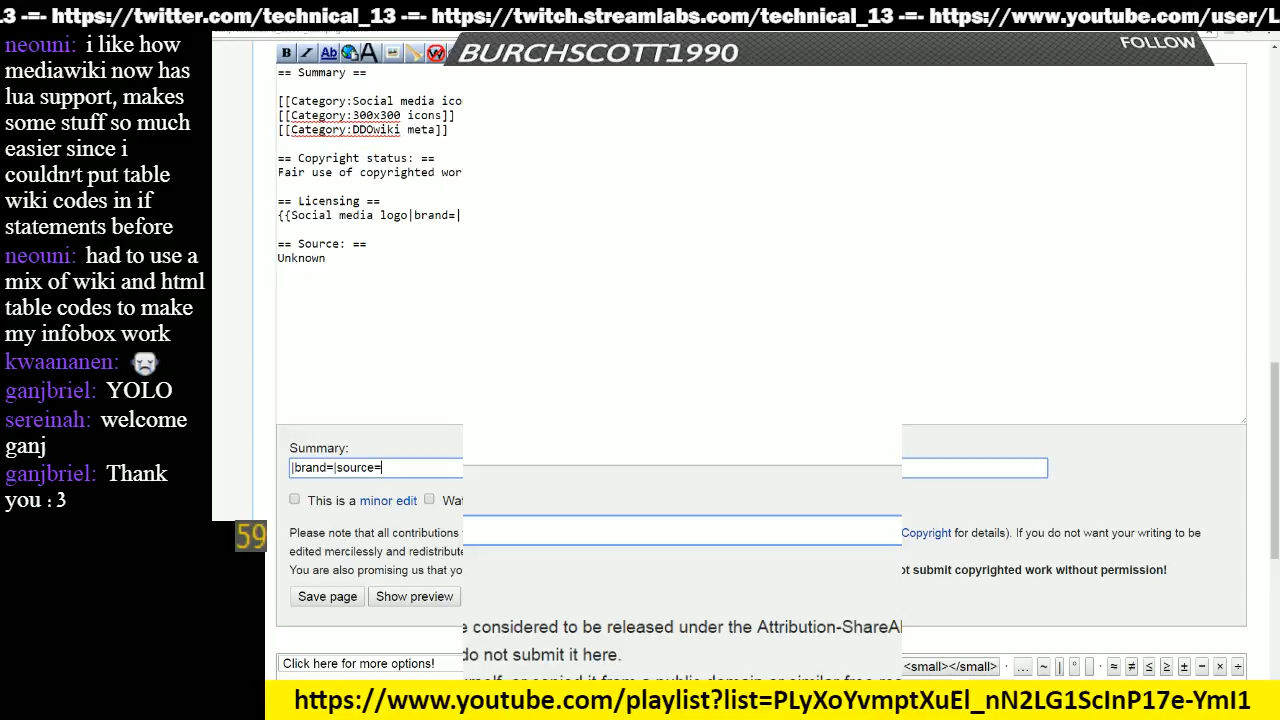 13 -=- https://twitter.com/technical_13 -=- https://twitch.streamlabs.com/technical_13 -=- https://www.youtube.com/user/L
neouni: i like how
mediawiki now has
lua support, makes
some stuff so much
easier since i
couldn't put table
wiki codes in if
statements before
neouni: had to use a
mix of wiki and html
table codes to make
my infobox work
kwaananen:
ganjbriel: YOLO
sereinah: welcome
ganj
ganjbriel: Thank
you :3
59
BURCHSCOTT1990
FOLLOW
B I Ab A W
== Summary ==
[[Category:Social media ico
[[Category:300x300 icons]]
[[Category:DDOwiki meta]]
== Copyright status: ==
Fair use of copyrighted wor
== Licensing ==
{{Social media logo|brand=|
== Source: ==
Unknown
Summary:
|brand=|source=
This is a minor edit Wa
Please note that all contributions Copyright for details). If you do not want your writing to be
edited mercilessly and redistribute
You are also promising us that yo ot submit copyrighted work without permission!
Save page Show preview
e considered to be released under the Attribution-ShareAl
do not submit it here.
Click here for more options! <small></small> · … ~ | ° · ≈ ≠ ≤ ≥ ± − × ÷
https://www.youtube.com/playlist?list=PLyXoYvmptXuEl_nN2LG1ScInP17e-YmI1